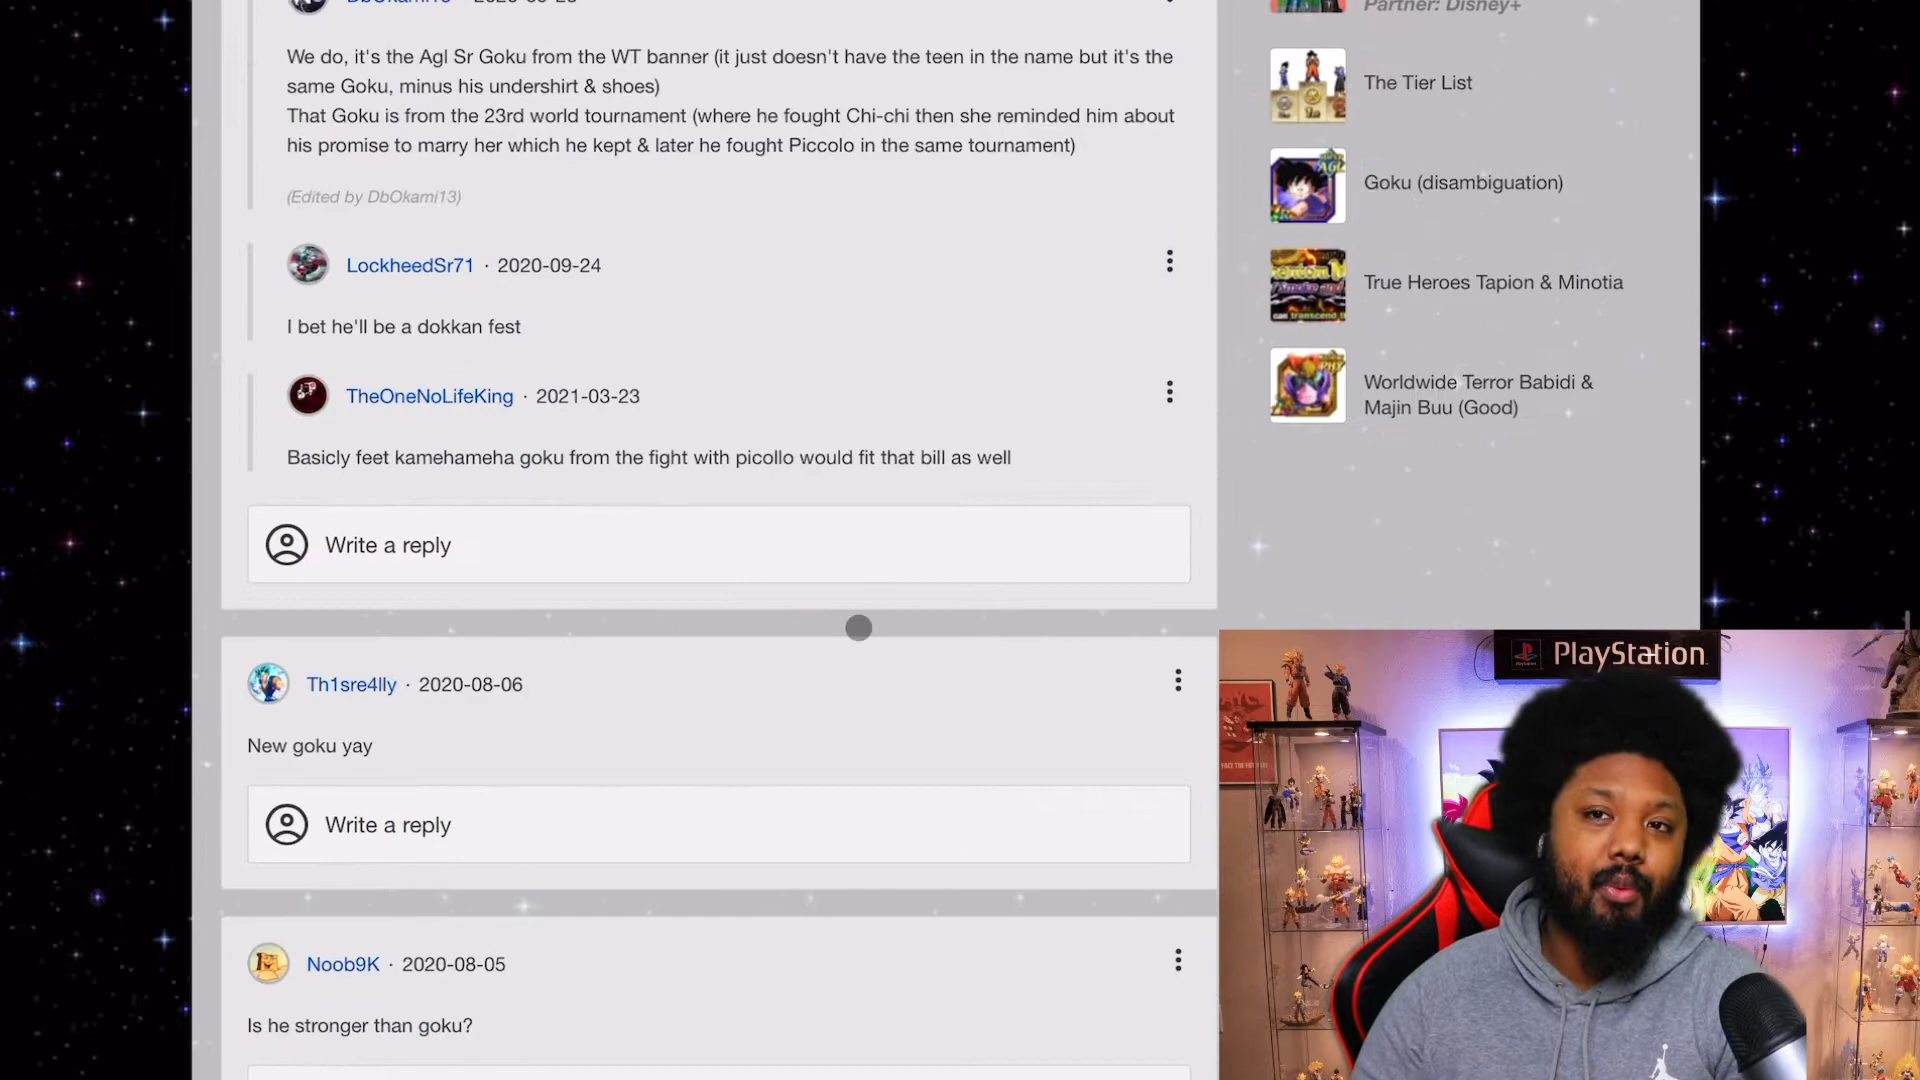 DbOkami13 · 2020-09-23
We do, it's the Agl Sr Goku from the WT banner (it just doesn't have the teen in the name but it's the
same Goku, minus his undershirt & shoes)
That Goku is from the 23rd world tournament (where he fought Chi-chi then she reminded him about
his promise to marry her which he kept & later he fought Piccolo in the same tournament)
(Edited by DbOkami13)
LockheedSr71 · 2020-09-24
I bet he'll be a dokkan fest
TheOneNoLifeKing · 2021-03-23
Basicly feet kamehameha goku from the fight with picollo would fit that bill as well
Write a reply
Th1sre4lly · 2020-08-06
New goku yay
Write a reply
Noob9K · 2020-08-05
Is he stronger than goku?
Partner: Disney+
The Tier List
Goku (disambiguation)
True Heroes Tapion & Minotia
Worldwide Terror Babidi &
Majin Buu (Good)
PlayStation